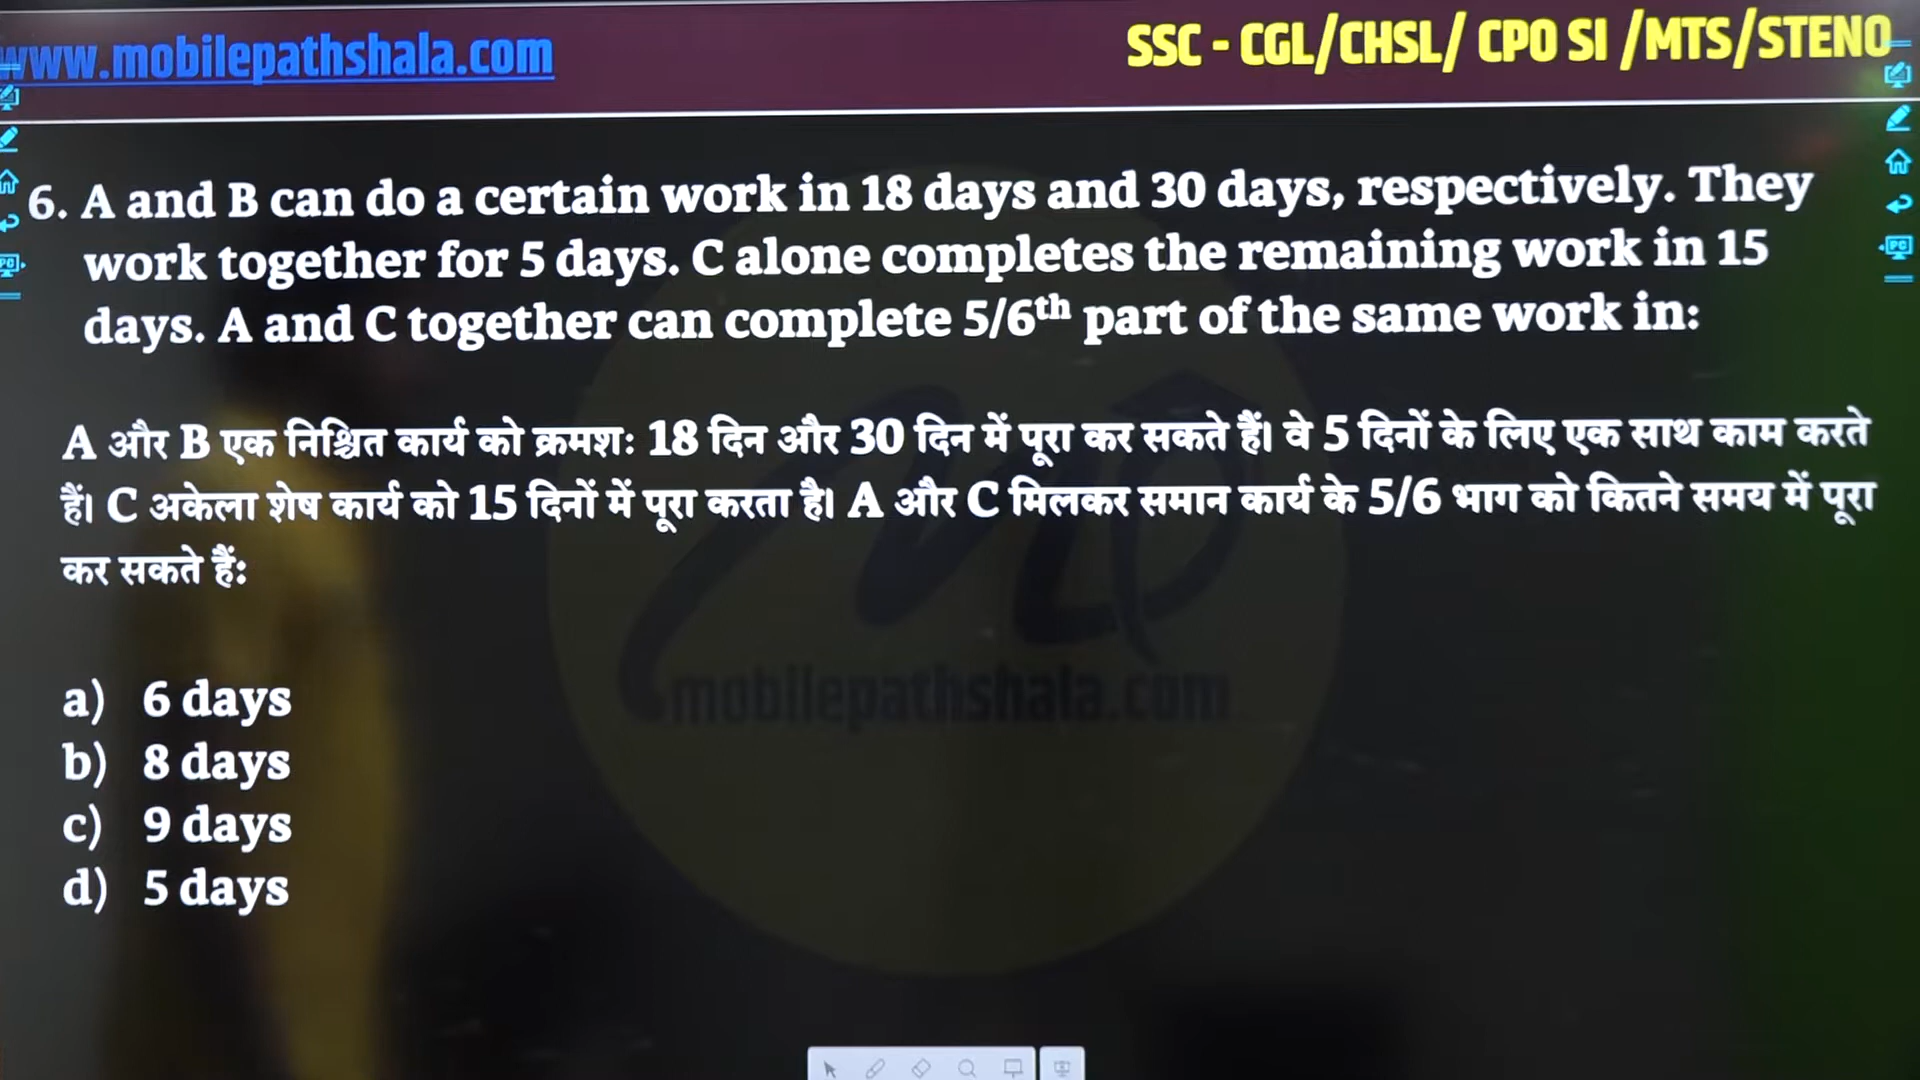 www.mobilepathshala.com
SSC - CGL/CHSL/ CPO SI /MTS/STENO
6. A and B can do a certain work in 18 days and 30 days, respectively. They
work together for 5 days. C alone completes the remaining work in 15
days. A and C together can complete 5/6th part of the same work in:
A और B एक निश्चित कार्य को क्रमश: 18 दिन और 30 दिन में पूरा कर सकते हैं। वे 5 दिनों के लिए एक साथ काम करते
हैं। C अकेला शेष कार्य को 15 दिनों में पूरा करता है। A और C मिलकर समान कार्य के 5/6 भाग को कितने समय में पूरा
कर सकते हैं:
mobilepathshala.com
a) 6 days
b) 8 days
c) 9 days
d) 5 days
PC
PC